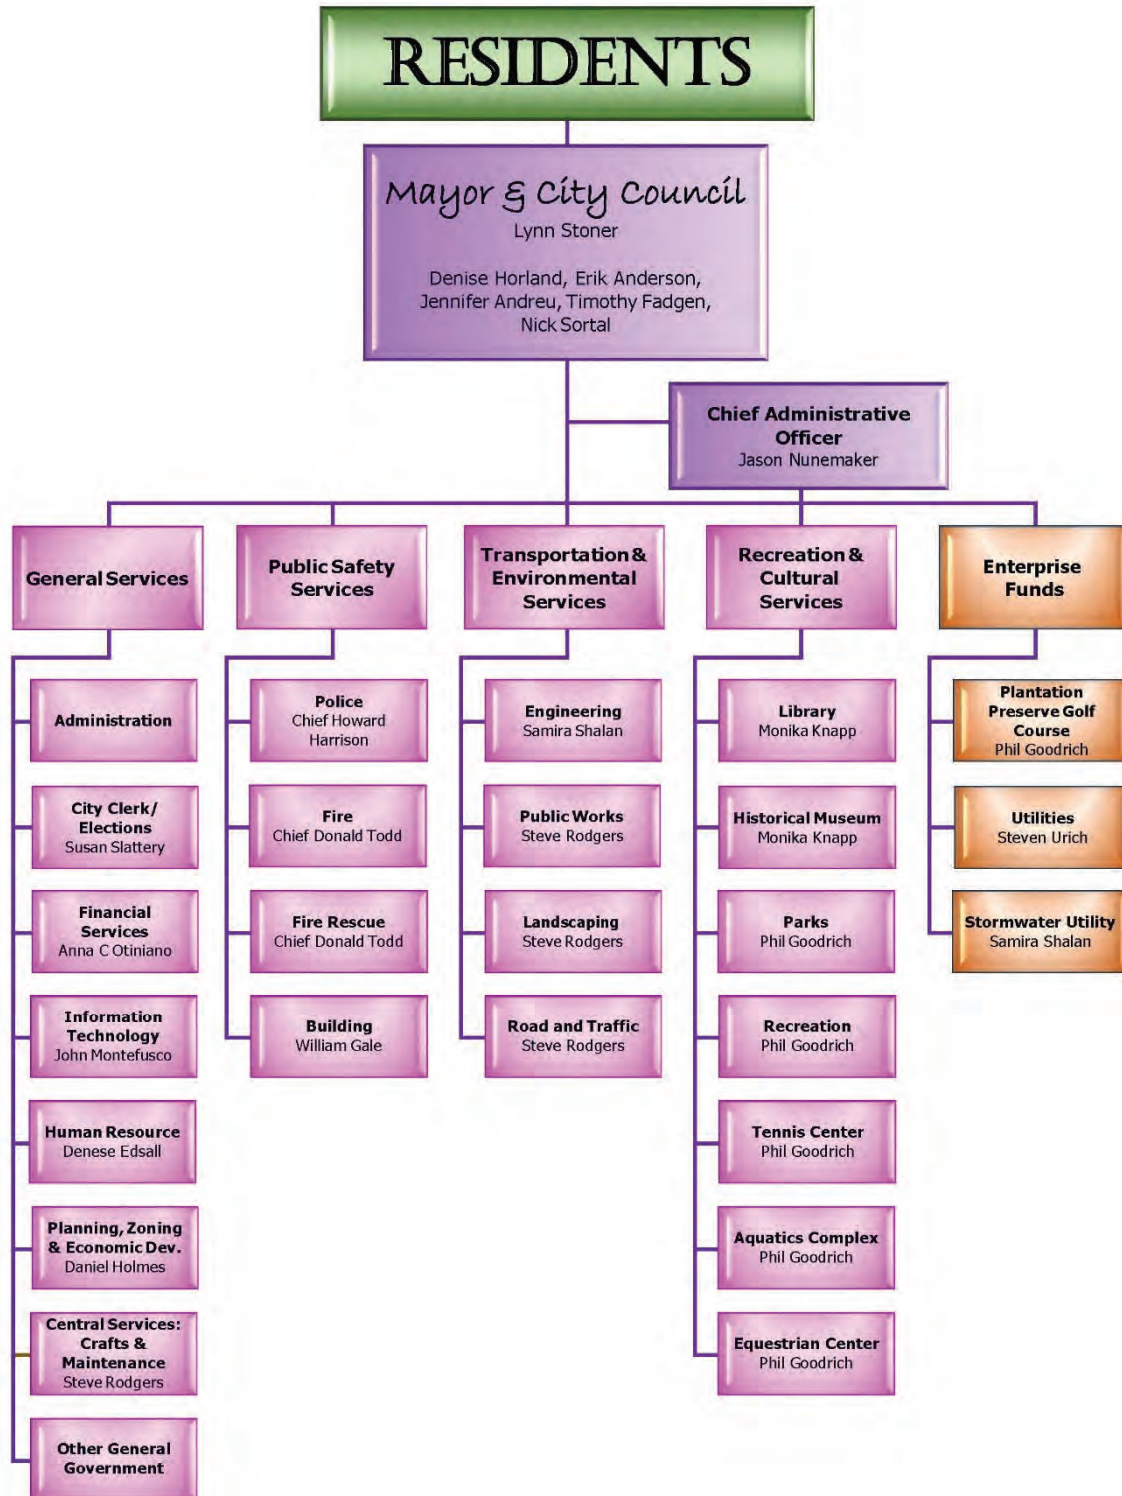 RESIDENTS
Mayor & City Council
Lynn Stoner
Denise Horland, Erik Anderson,
Jennifer Andreu, Timothy Fadgen,
Nick Sortal
Chief Administrative
Officer
Jason Nunemaker
General Services
Administration
City Clerk/
Elections
Susan Slattery
Financial
Services
Anna C Otiniano
Information
Technology
John Montefusco
Human Resource
Denese Edsall
Planning, Zoning
& Economic Dev.
Daniel Holmes
Central Services:
Crafts &
Maintenance
Steve Rodgers
Other General
Government
Public Safety
Services
Police
Chief Howard
Harrison
Fire
Chief Donald Todd
Fire Rescue
Chief Donald Todd
Building
William Gale
Transportation &
Environmental
Services
Engineering
Samira Shalan
Public Works
Steve Rodgers
Landscaping
Steve Rodgers
Road and Traffic
Steve Rodgers
Recreation &
Cultural
Services
Library
Monika Knapp
Historical Museum
Monika Knapp
Parks
Phil Goodrich
Recreation
Phil Goodrich
Tennis Center
Phil Goodrich
Aquatics Complex
Phil Goodrich
Equestrian Center
Phil Goodrich
Enterprise
Funds
Plantation
Preserve Golf
Course
Phil Goodrich
Utilities
Steven Urich
Stormwater Utility
Samira Shalan